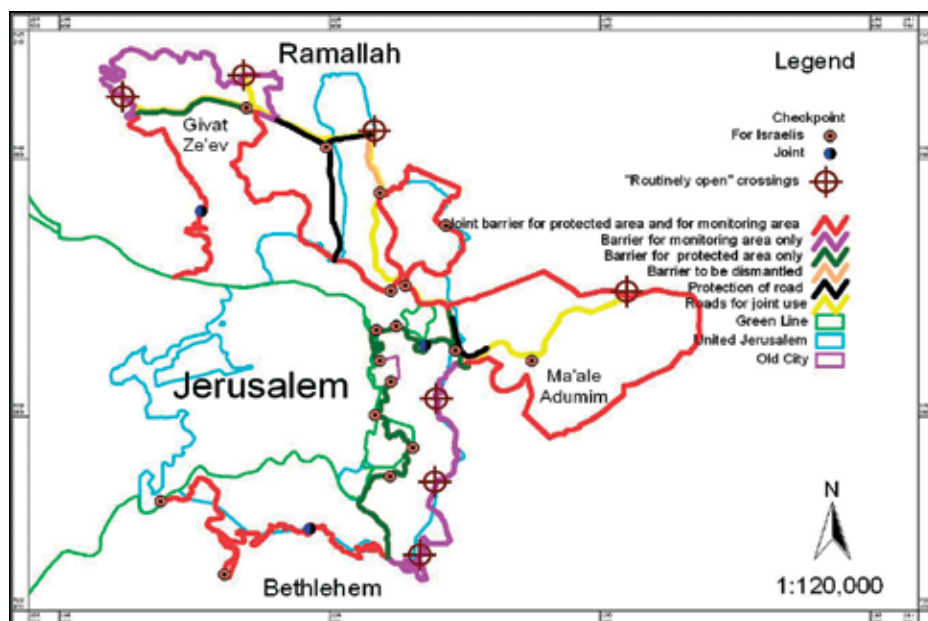 Ramallah
Legend
Checkpoint
For Israelis
Joint
"Routinely open" crossings
Joint barrier for protected area and for monitoring area
Barrier for monitoring area only
Barrier for protected area only
Barrier to be dismantled
Protection of road
Roads for joint use
Green Line
United Jerusalem
Old City
Givat
Ze'ev
Jerusalem
Ma'ale
Adumim
Bethlehem
N
1:120,000